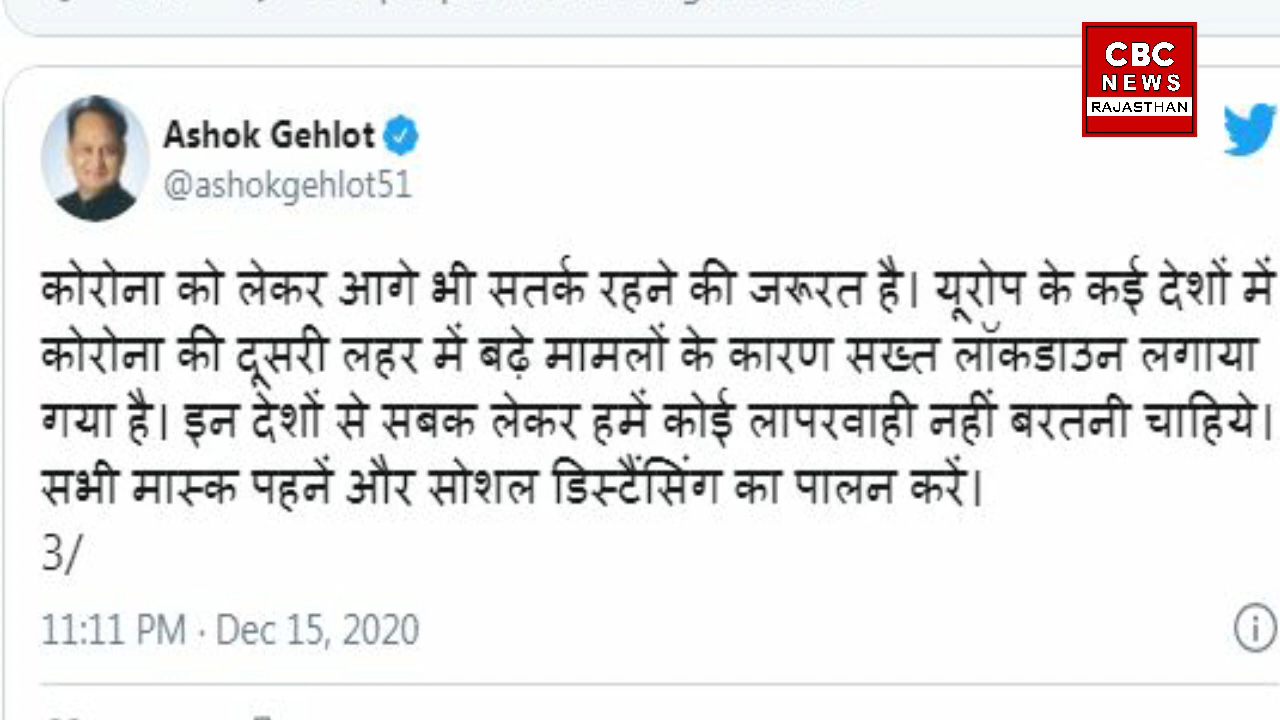 CBC
NEWS
RAJASTHAN
Ashok Gehlot
@ashokgehlot51
कोरोना को लेकर आगे भी सतर्क रहने की जरूरत है। यूरोप के कई देशों में
कोरोना की दूसरी लहर में बढ़े मामलों के कारण सख्त लॉकडाउन लगाया
गया है। इन देशों से सबक लेकर हमें कोई लापरवाही नहीं बरतनी चाहिये।
सभी मास्क पहनें और सोशल डिस्टैंसिंग का पालन करें।
3/
11:11 PM · Dec 15, 2020